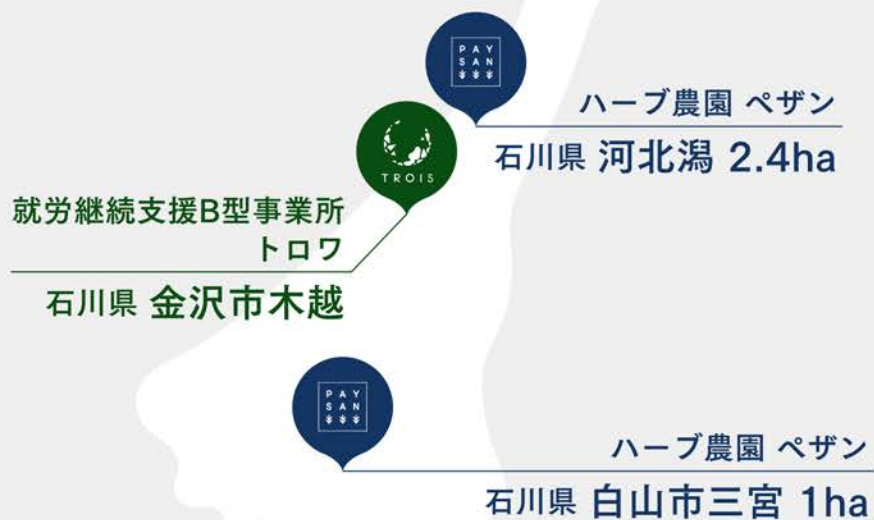 PAY
SAN
ハーブ農園 ペザン
石川県 河北潟 2.4ha
TROIS
就労継続支援B型事業所
トロワ
石川県 金沢市木越
PAY
SAN
ハーブ農園 ペザン
石川県 白山市三宮 1ha